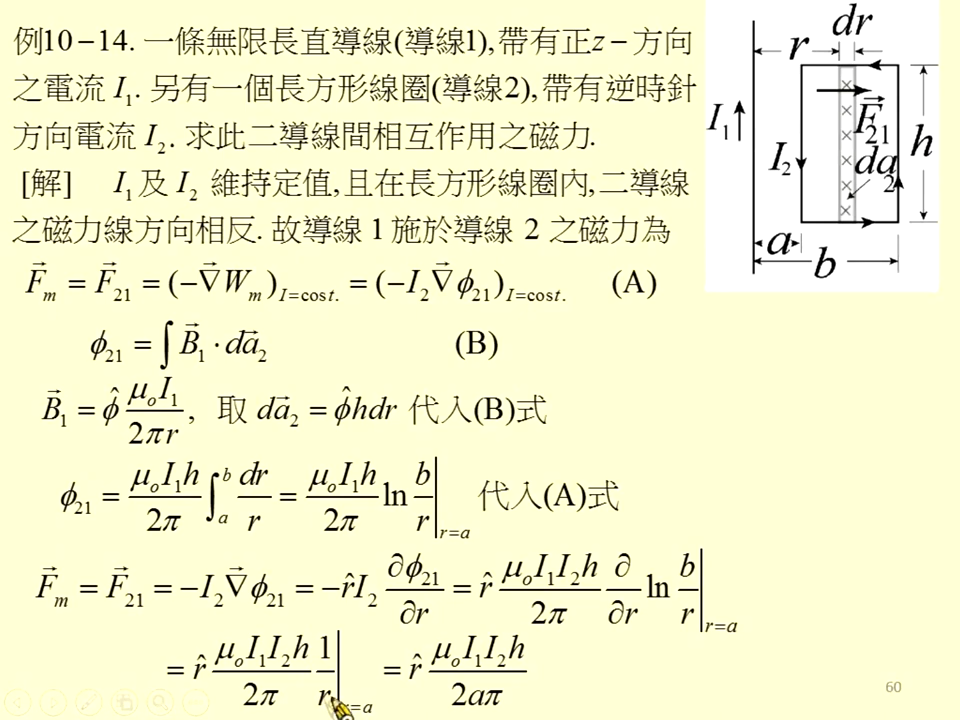 例10－14. 一條無限長直導線(導線1),帶有正z－方向
之電流 I₁. 另有一個長方形線圈(導線2),帶有逆時針
方向電流 I₂. 求此二導線間相互作用之磁力.
[解] I₁及 I₂ 維持定值,且在長方形線圈內,二導線
之磁力線方向相反. 故導線 1 施於導線 2 之磁力為
F⃗ₘ = F⃗₂₁ = (−∇⃗Wₘ)_{I=cost.} = (−I₂∇⃗ϕ₂₁)_{I=cost.} (A)
ϕ₂₁ = ∫ B⃗₁ · da⃗₂ (B)
B⃗₁ = ϕ̂ μₒI₁/2πr, 取 da⃗₂ = ϕ̂hdr 代入(B)式
ϕ₂₁ = μₒI₁h/2π ∫ₐᵇ dr/r = μₒI₁h/2π ln b/r |_{r=a} 代入(A)式
F⃗ₘ = F⃗₂₁ = −I₂∇⃗ϕ₂₁ = −r̂I₂ ∂ϕ₂₁/∂r = r̂ μₒI₁I₂h/2π ∂/∂r ln b/r |_{r=a}
= r̂ μₒI₁I₂h/2π 1/r |_{=a} = r̂ μₒI₁I₂h/2aπ
dr
r
I₁
F⃗₂₁
h
I₂
da⃗₂
a
b
60